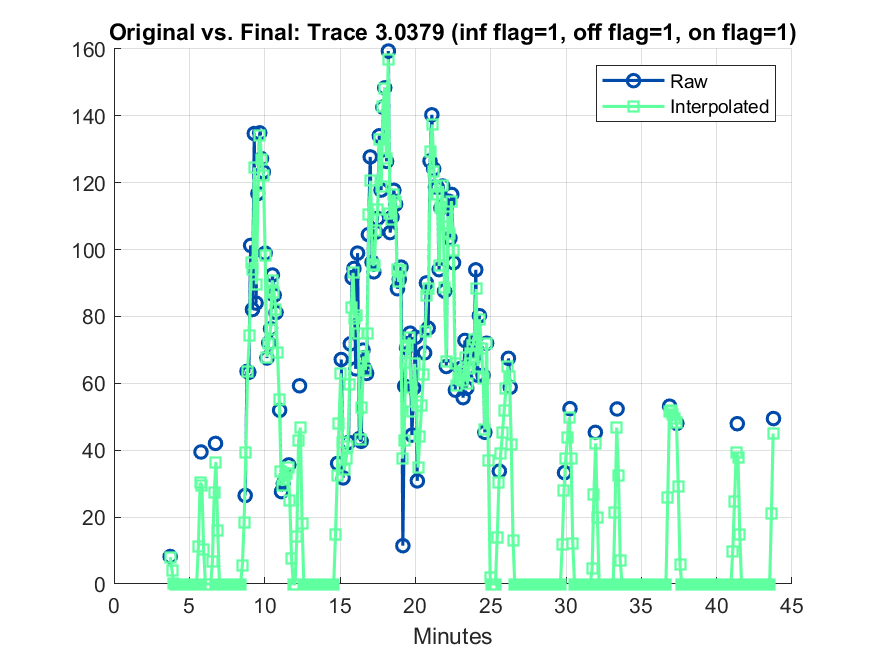 Original vs. Final: Trace 3.0379 (inf flag=1, off flag=1, on flag=1)
160
140
120
100
80
60
40
20
0
Raw
Interpolated
0 5 10 15 20 25 30 35 40 45
Minutes